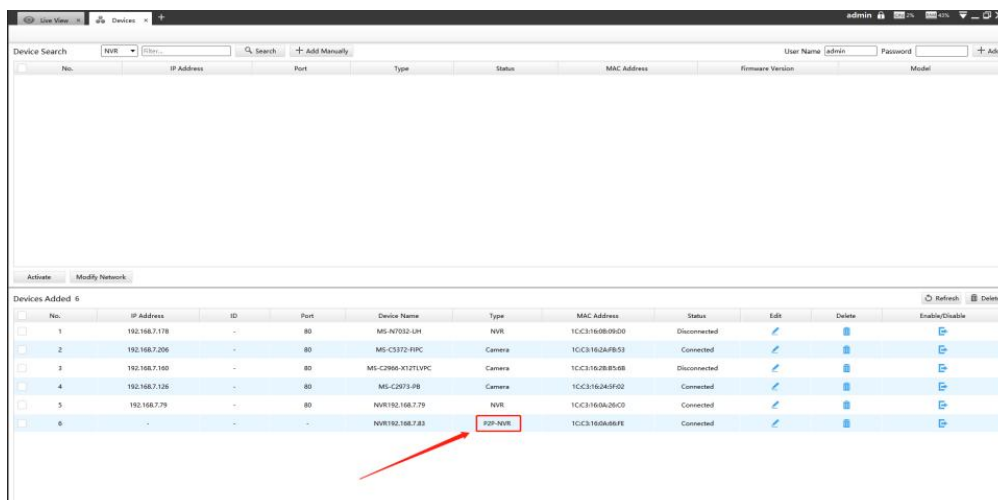 Live View × Devices × + admin CPU 2% 42%
Device Search NVR Filter... Search + Add Manually User Name admin Password + Add
No. IP Address Port Type Status MAC Address Firmware Version Model
Activate Modify Network
Devices Added 6 Refresh Delete
No. IP Address ID Port Device Name Type MAC Address Status Edit Delete Enable/Disable
1 192.168.7.178 - 80 MS-N7032-UH NVR 1C:C3:16:0B:09:D0 Disconnected
2 192.168.7.206 - 80 MS-C5372-FIPC Camera 1C:C3:16:2A:FB:53 Connected
3 192.168.7.160 - 80 MS-C2966-X12TLVPC Camera 1C:C3:16:2B:B5:6B Disconnected
4 192.168.7.126 - 80 MS-C2973-PB Camera 1C:C3:16:24:5F:02 Connected
5 192.168.7.79 - 80 NVR192.168.7.79 NVR 1C:C3:16:0A:26:C0 Connected
6 - - - NVR192.168.7.83 P2P-NVR 1C:C3:16:0A:66:FE Connected